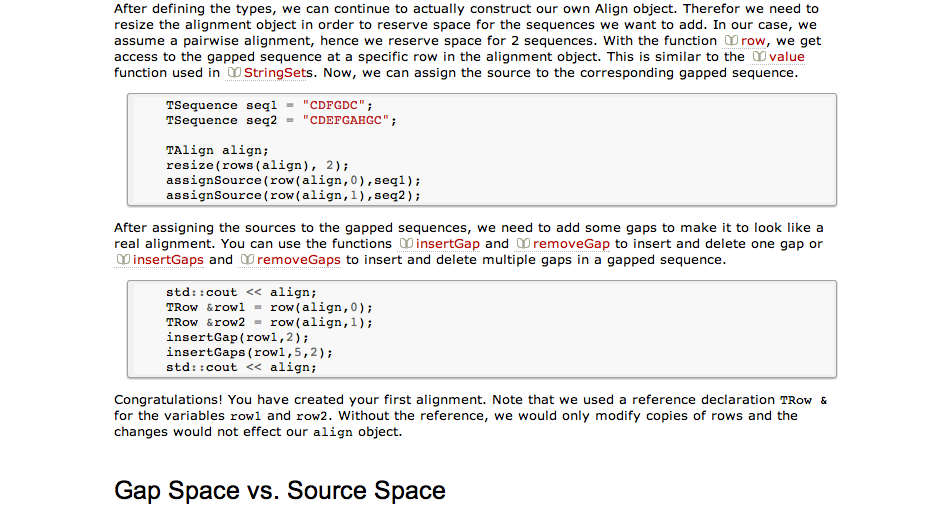 After defining the types, we can continue to actually construct our own Align object. Therefor we need to
resize the alignment object in order to reserve space for the sequences we want to add. In our case, we
assume a pairwise alignment, hence we reserve space for 2 sequences. With the function row, we get
access to the gapped sequence at a specific row in the alignment object. This is similar to the value
function used in StringSets. Now, we can assign the source to the corresponding gapped sequence.
TSequence seq1 = "CDFGDC";
TSequence seq2 = "CDEFGAHGC";
TAlign align;
resize(rows(align), 2);
assignSource(row(align,0),seq1);
assignSource(row(align,1),seq2);
After assigning the sources to the gapped sequences, we need to add some gaps to make it to look like a
real alignment. You can use the functions insertGap and removeGap to insert and delete one gap or
insertGaps and removeGaps to insert and delete multiple gaps in a gapped sequence.
std::cout << align;
TRow &row1 = row(align,0);
TRow &row2 = row(align,1);
insertGap(row1,2);
insertGaps(row1,5,2);
std::cout << align;
Congratulations! You have created your first alignment. Note that we used a reference declaration TRow &
for the variables row1 and row2. Without the reference, we would only modify copies of rows and the
changes would not effect our align object.
Gap Space vs. Source Space